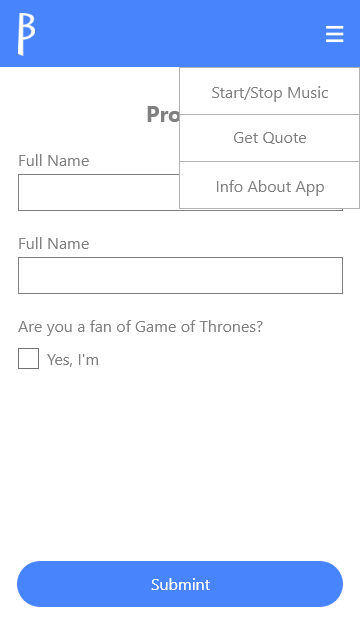 Start/Stop Music
Get Quote
Info About App
Full Name
Full Name
Are you a fan of Game of Thrones?
Yes, I'm
Submint